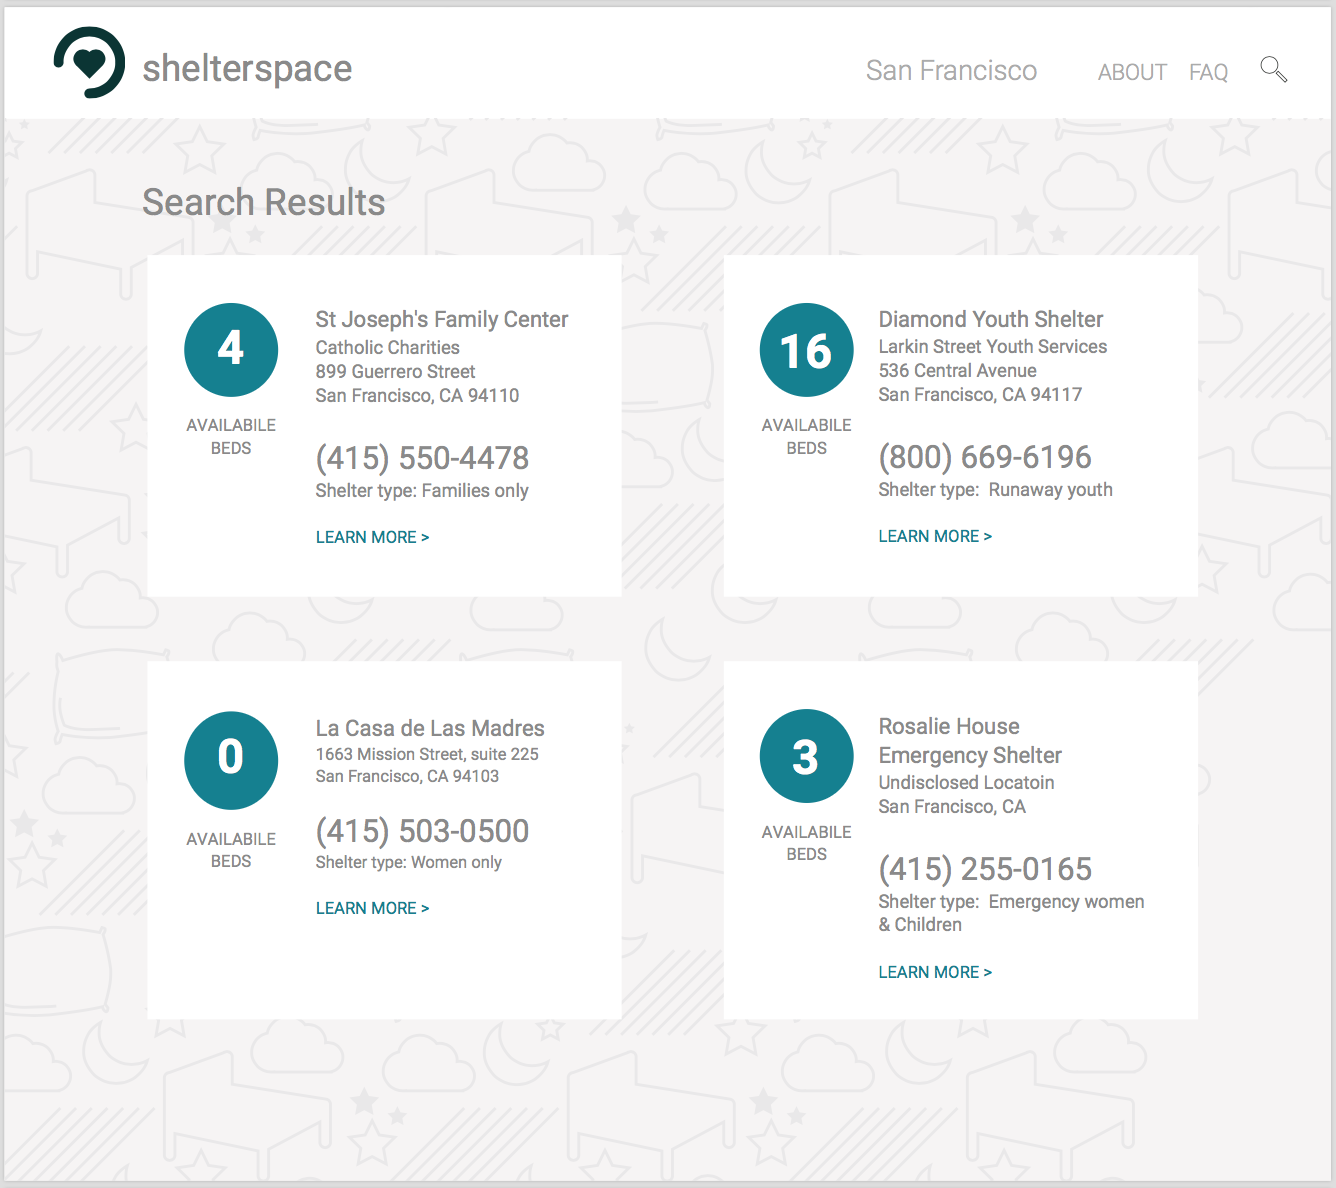 shelterspace
San Francisco
ABOUT
FAQ
Search Results
4
AVAILABILE
BEDS
St Joseph's Family Center
Catholic Charities
899 Guerrero Street
San Francisco, CA 94110
(415) 550-4478
Shelter type: Families only
LEARN MORE >
16
AVAILABILE
BEDS
Diamond Youth Shelter
Larkin Street Youth Services
536 Central Avenue
San Francisco, CA 94117
(800) 669-6196
Shelter type:  Runaway youth
LEARN MORE >
0
AVAILABILE
BEDS
La Casa de Las Madres
1663 Mission Street, suite 225
San Francisco, CA 94103
(415) 503-0500
Shelter type: Women only
LEARN MORE >
3
AVAILABILE
BEDS
Rosalie House
Emergency Shelter
Undisclosed Locatoin
San Francisco, CA
(415) 255-0165
Shelter type:  Emergency women
& Children
LEARN MORE >